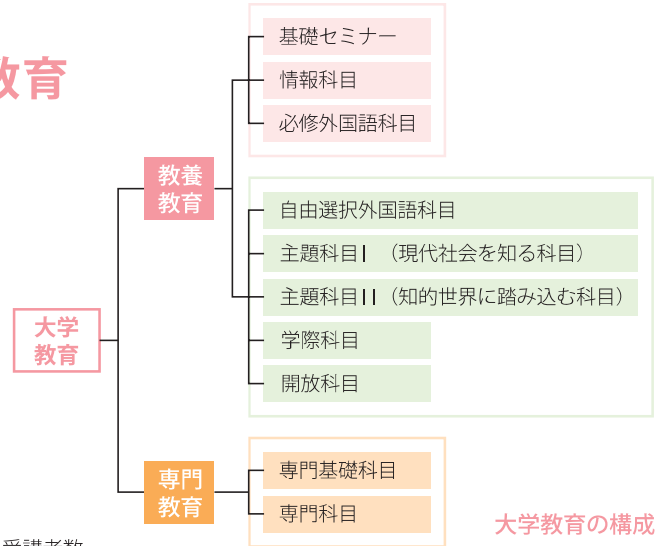 教育
基礎セミナー
情報科目
必修外国語科目
教養
教育
自由選択外国語科目
主題科目I （現代社会を知る科目）
主題科目II（知的世界に踏み込む科目）
学際科目
開放科目
大学
教育
専門
教育
専門基礎科目
専門科目
大学教育の構成
受講者数